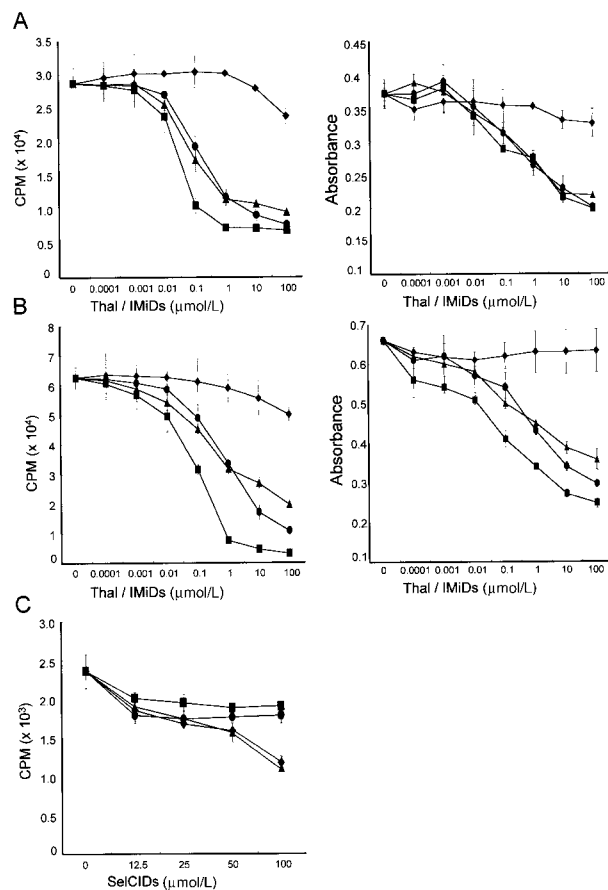 A
3.5
3.0
2.5
2.0
1.5
1.0
0.5
0
CPM (x 10⁴)
0 0.0001 0.001 0.01 0.1 1 10 100
Thal / IMiDs (μmol/L)
0.45
0.4
0.35
0.3
0.25
0.2
0.15
0.1
Absorbance
0 0.0001 0.001 0.01 0.1 1 10 100
Thal / IMiDs (μmol/L)
B
8
7
6
5
4
3
2
1
0
CPM (x 10⁴)
0 0.0001 0.001 0.01 0.1 1 10 100
Thal / IMiDs (μmol/L)
0.7
0.6
0.5
0.4
0.3
0.2
0.1
Absorbance
0 0.0001 0.001 0.01 0.1 1 10 100
Thal / IMiDs (μmol/L)
C
3.0
2.5
2.0
1.5
1.0
0.5
0
CPM (x 10³)
0 12.5 25 50 100
SelCIDs (μmol/L)